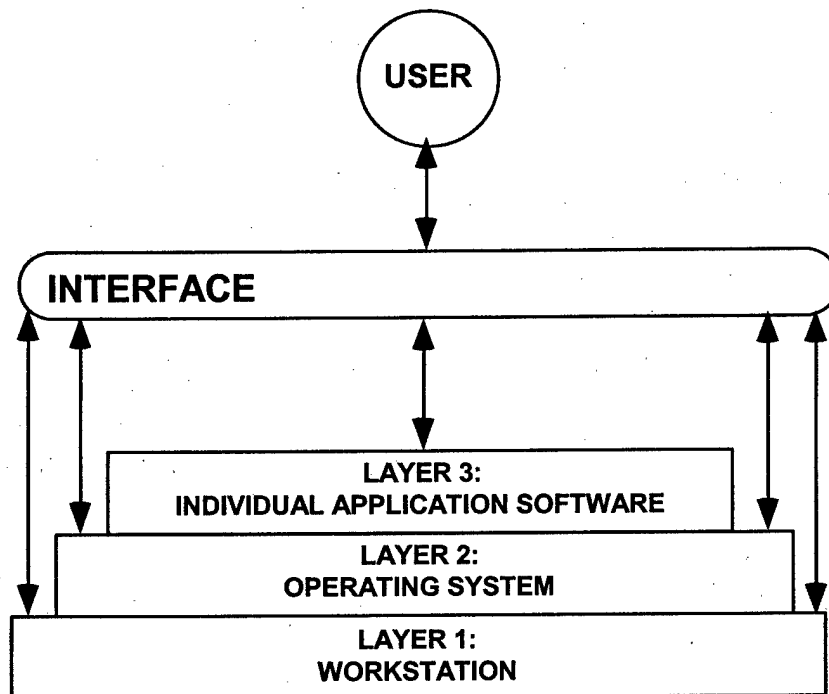 USER
INTERFACE
LAYER 3:
INDIVIDUAL APPLICATION SOFTWARE
LAYER 2:
OPERATING SYSTEM
LAYER 1:
WORKSTATION